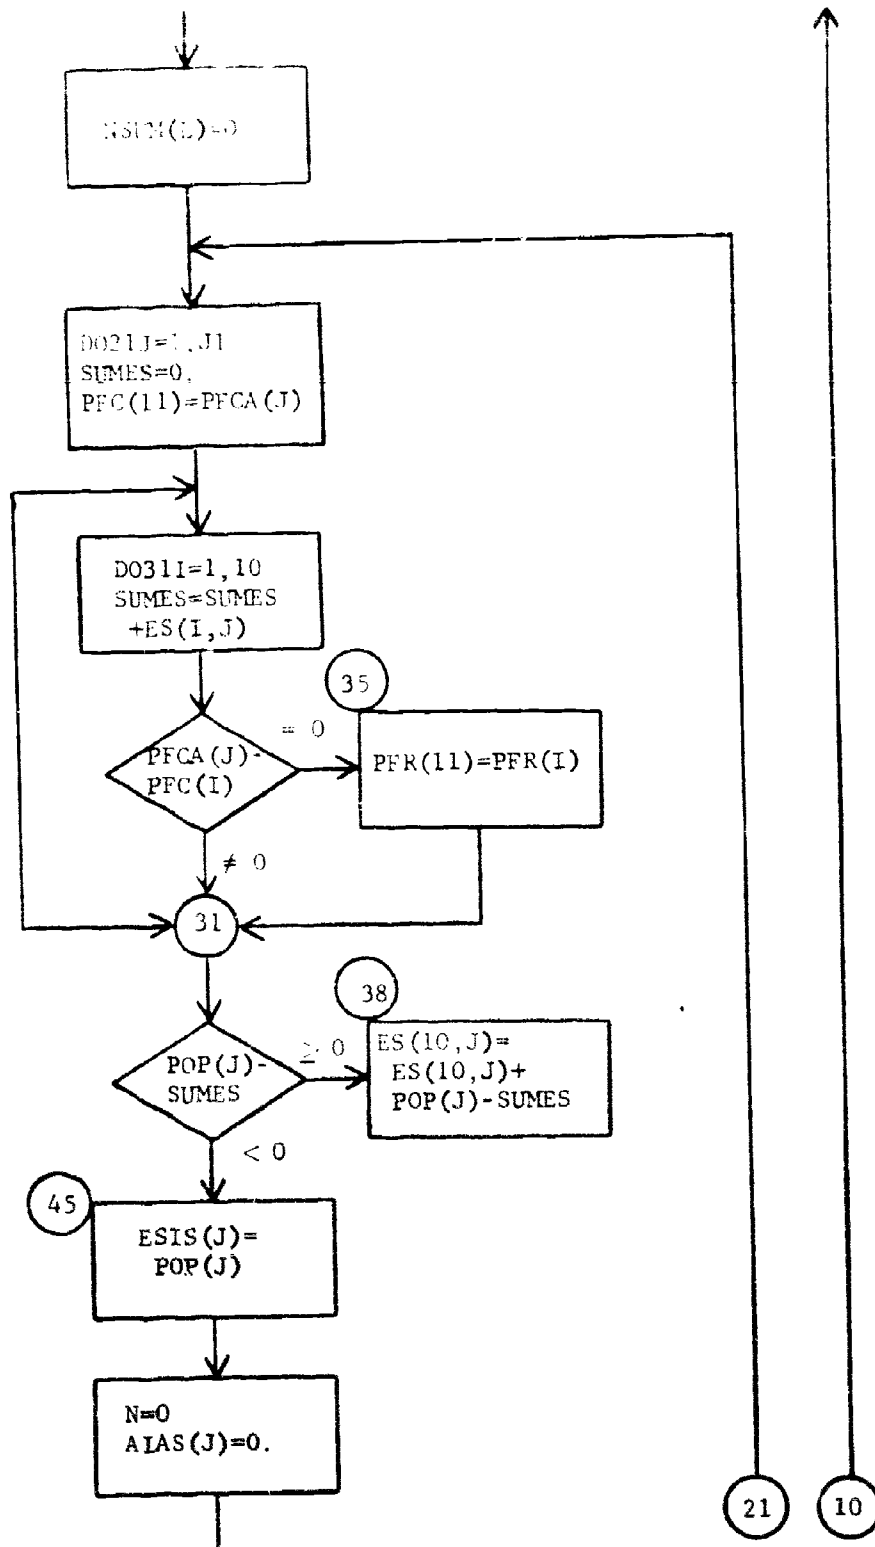 NSUM(L)=0
DO21J=1,J1
SUMES=0.
PFC(11)=PFCA(J)
DO31I=1,10
SUMES=SUMES
+ES(I,J)
35
= 0
PFCA(J)-
PFC(I)
PFR(11)=PFR(I)
≠ 0
31
38
≥ 0
POP(J)-
SUMES
ES(10,J)=
ES(10,J)+
POP(J)-SUMES
< 0
45
ESIS(J)=
POP(J)
N=0
ALAS(J)=0.
21
10